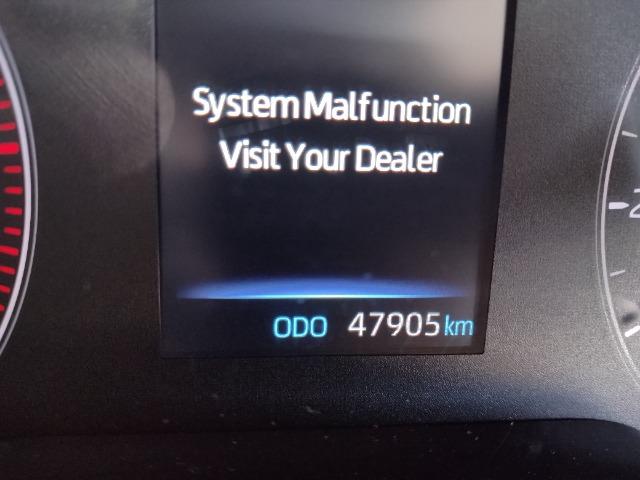 System Malfunction
Visit Your Dealer
ODO 47905 km